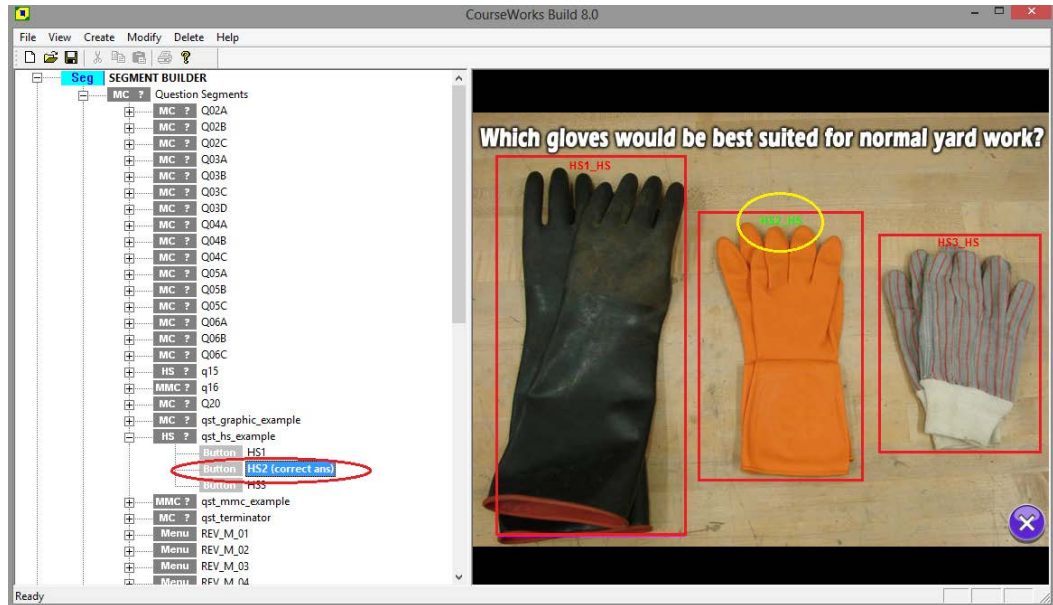 CourseWorks Build 8.0
File View Create Modify Delete Help
Seg SEGMENT BUILDER
MC ? Question Segments
MC ? Q02A
MC ? Q02B
MC ? Q02C
MC ? Q03A
MC ? Q03B
MC ? Q03C
MC ? Q03D
MC ? Q04A
MC ? Q04B
MC ? Q04C
MC ? Q05A
MC ? Q05B
MC ? Q05C
MC ? Q06A
MC ? Q06B
MC ? Q06C
HS ? q15
MMC ? q16
MC ? Q20
MC ? qst_graphic_example
HS ? qst_hs_example
Button HS1
Button HS2 (correct ans)
Button HS3
MMC ? qst_mmc_example
MC ? qst_terminator
Menu REV_M_01
Menu REV_M_02
Menu REV_M_03
Menu REV_M_04
Which gloves would be best suited for normal yard work?
HS1_HS
HS2_HS
HS3_HS
Ready